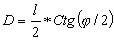 D = l/2 * Ctg(φ/2)